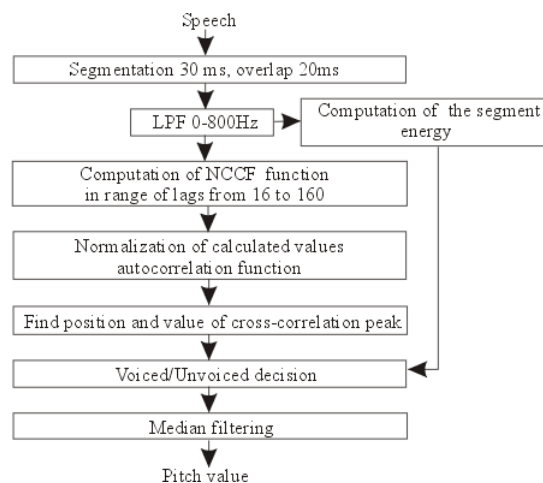 Speech
Segmentation 30 ms, overlap 20ms
LPF 0-800Hz
Computation of the segment
energy
Computation of NCCF function
in range of lags from 16 to 160
Normalization of calculated values
autocorrelation function
Find position and value of cross-correlation peak
Voiced/Unvoiced decision
Median filtering
Pitch value